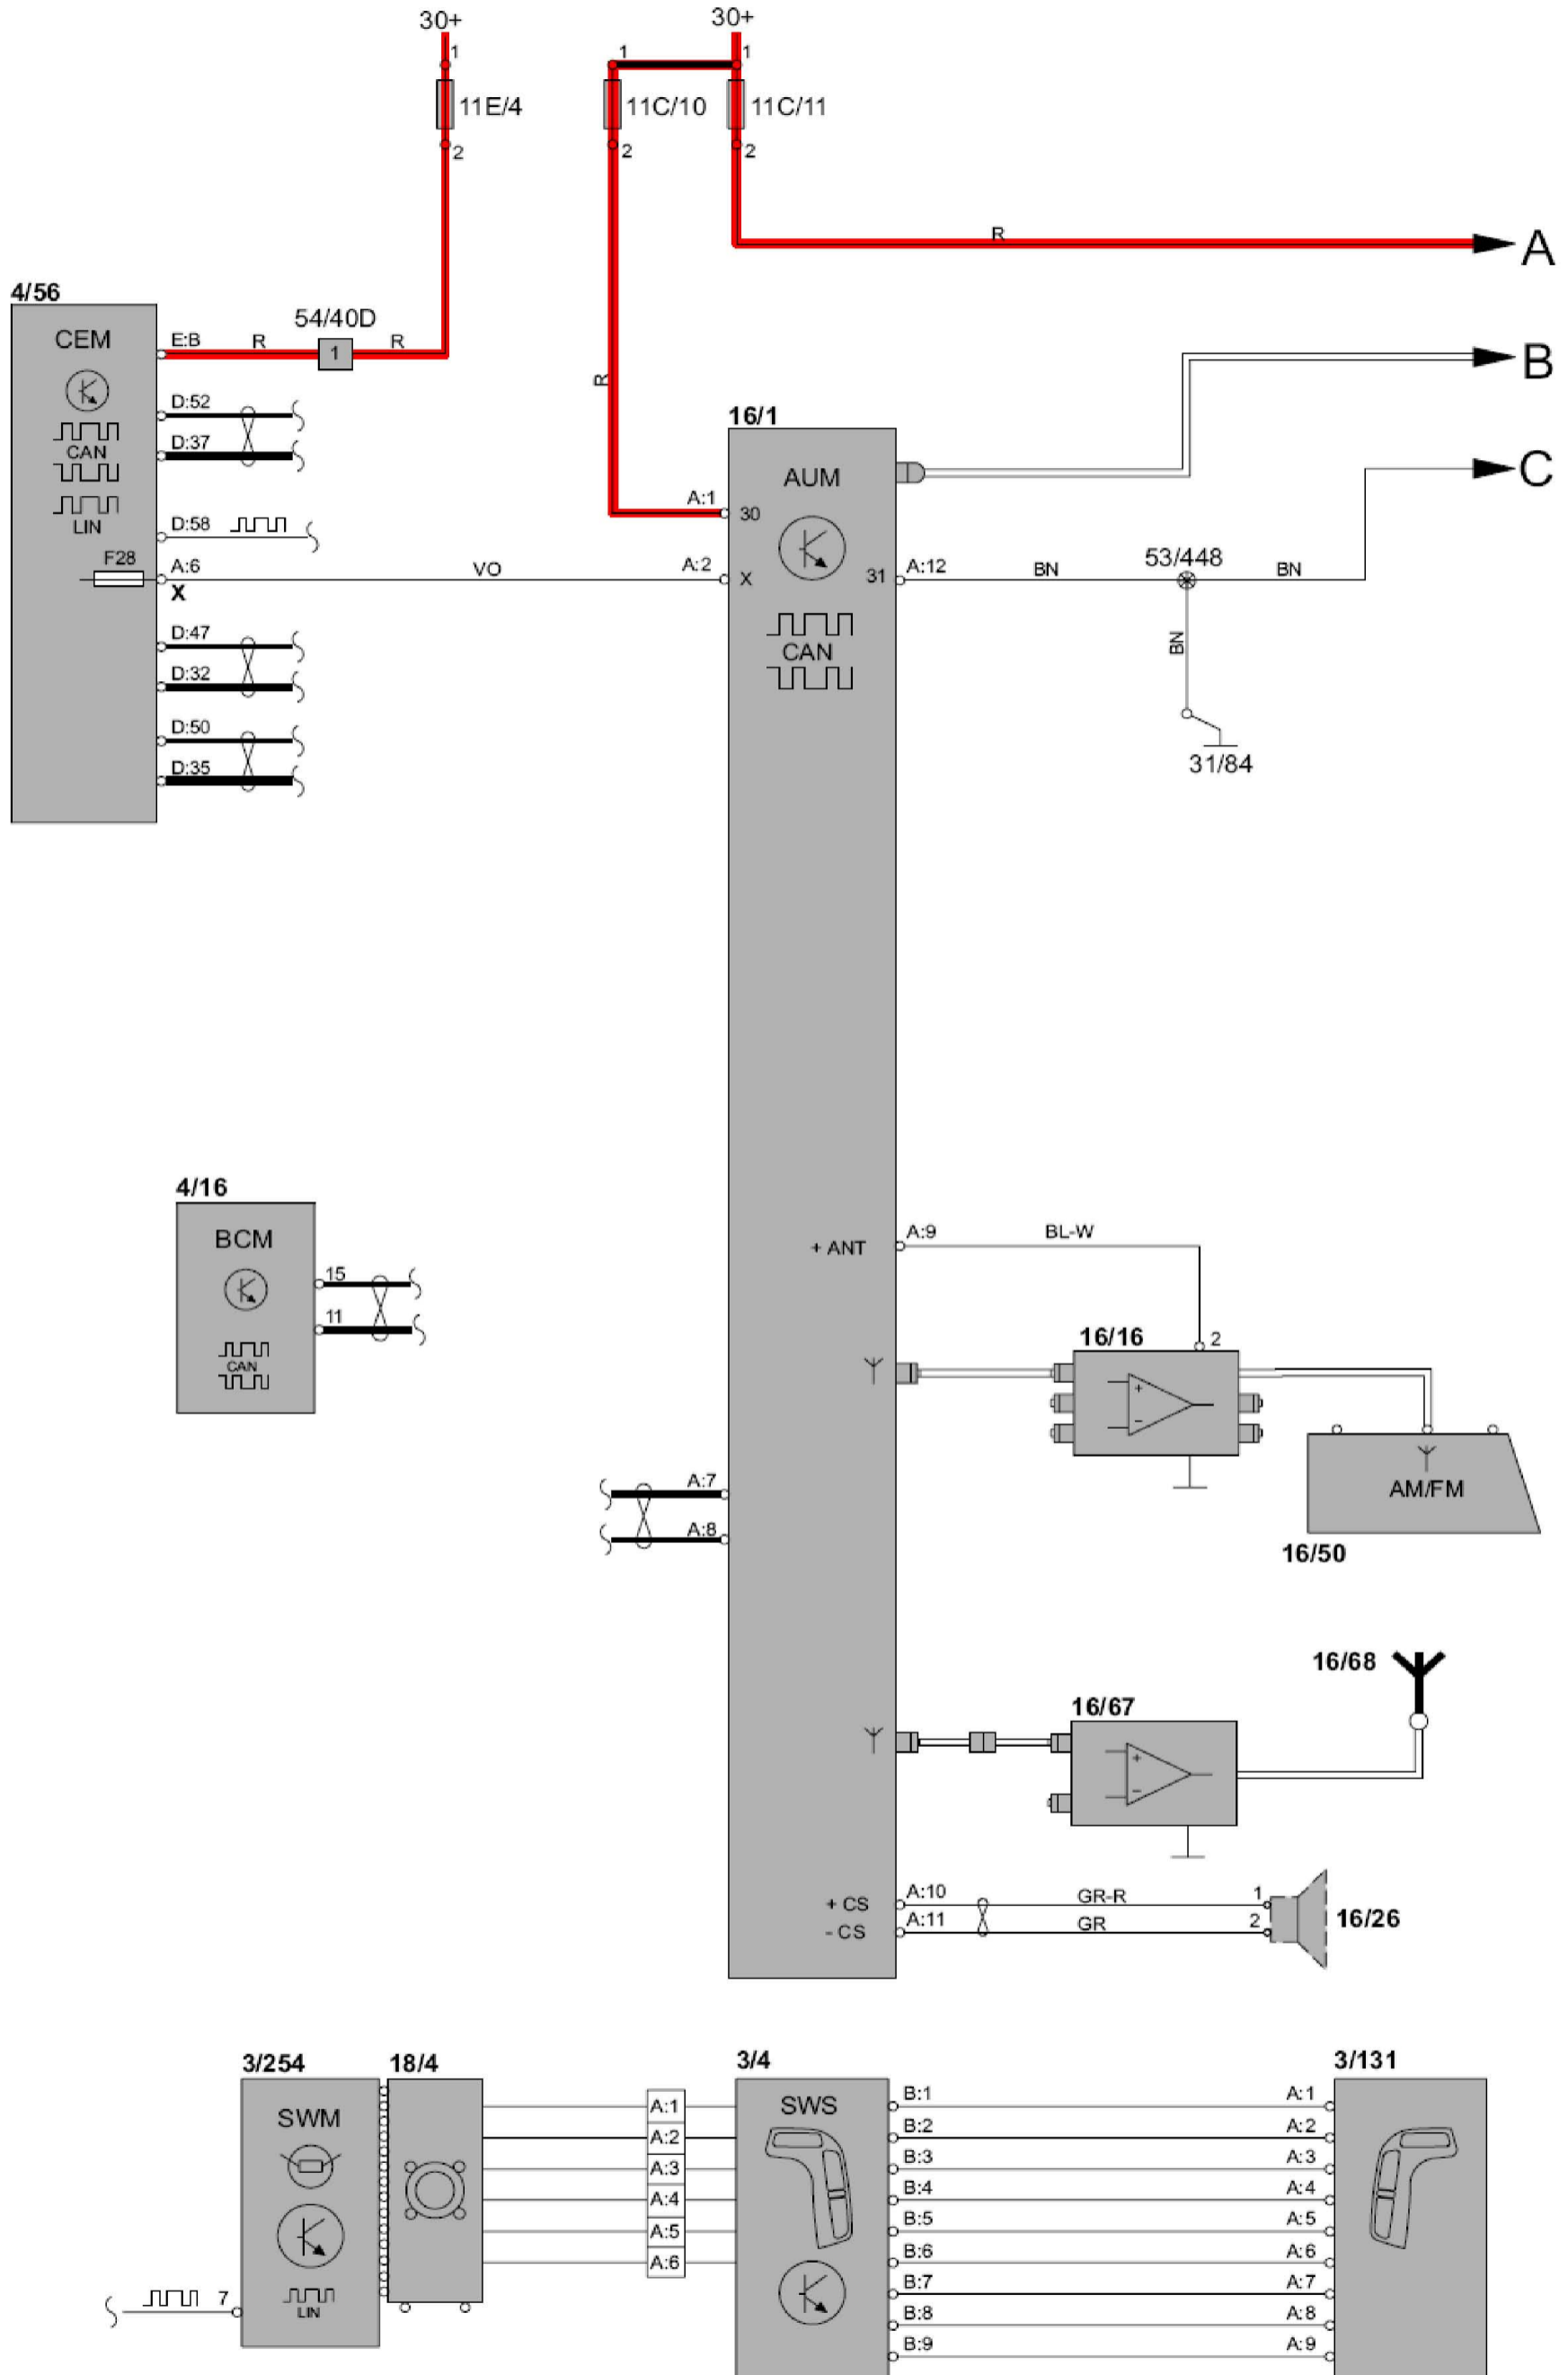 30+
30+
1
1
1
11E/4
11C/10
11C/11
2
2
2
R
A
4/56
54/40D
CEM
E:B
R
1
R
B
R
D:52
16/1
D:37
CAN
AUM
C
LIN
A:1
30
D:58
F28
A:6
VO
A:2
X
31
A:12
BN
53/448
BN
X
D:47
CAN
BN
D:32
D:50
D:35
31/84
4/16
BCM
+ ANT
A:9
BL-W
15
11
CAN
16/16
2
A:7
AM/FM
A:8
16/50
16/68
16/67
+ CS
A:10
GR-R
1
- CS
A:11
GR
2
16/26
3/254
18/4
3/4
3/131
SWM
A:1
SWS
B:1
A:1
A:2
B:2
A:2
A:3
B:3
A:3
A:4
B:4
A:4
A:5
B:5
A:5
A:6
B:6
A:6
7
LIN
B:7
A:7
B:8
A:8
B:9
A:9